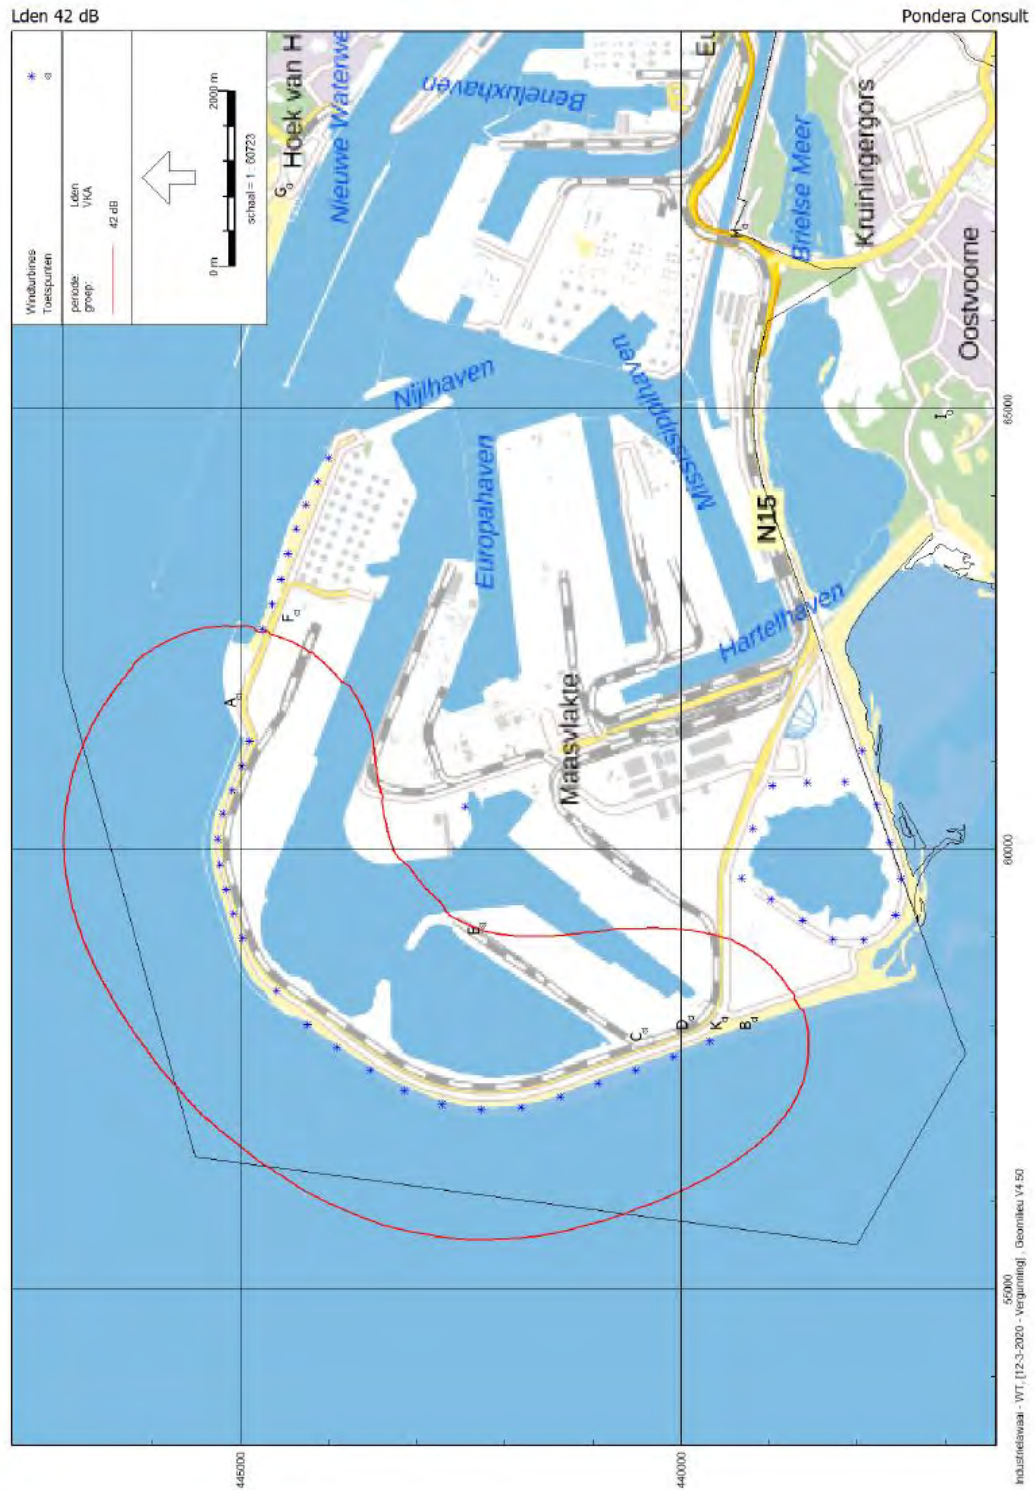 Lden 42 dB
Pondera Consult
Windturbines
Toetspunten
periode: Lden
groep: VKA
42 dB
0 m
2000 m
schaal = 1 : 60723
G
Hoek van H
Nieuwe Waterwe
Beneluxhaven
Eu
Kruiningergors
Brielse Meer
Oostvoorne
Nijlhaven
Mississippihaven
Europahaven
N15
Hartelhaven
Maasvlakte
F
A
E
C
D
K
B
I
65000
60000
55000
445000
440000
Industrielawaai - WT, [12-3-2020 - Vergunning] , Geomilieu V4.50